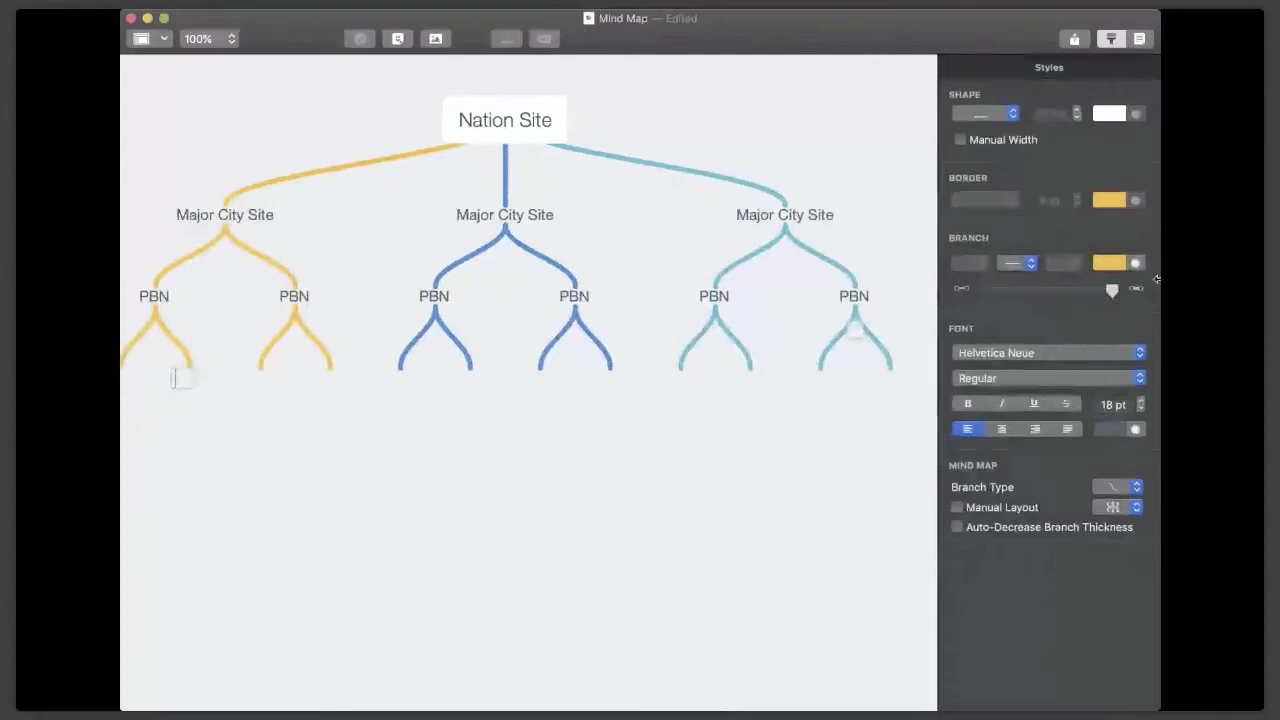 Mind Map — Edited
100%
Styles
Nation Site
Major City Site
Major City Site
Major City Site
PBN
PBN
PBN
PBN
PBN
PBN
SHAPE
Manual Width
BORDER
BRANCH
FONT
Helvetica Neue
Regular
B I U S
18 pt
MIND MAP
Branch Type
Manual Layout
Auto-Decrease Branch Thickness